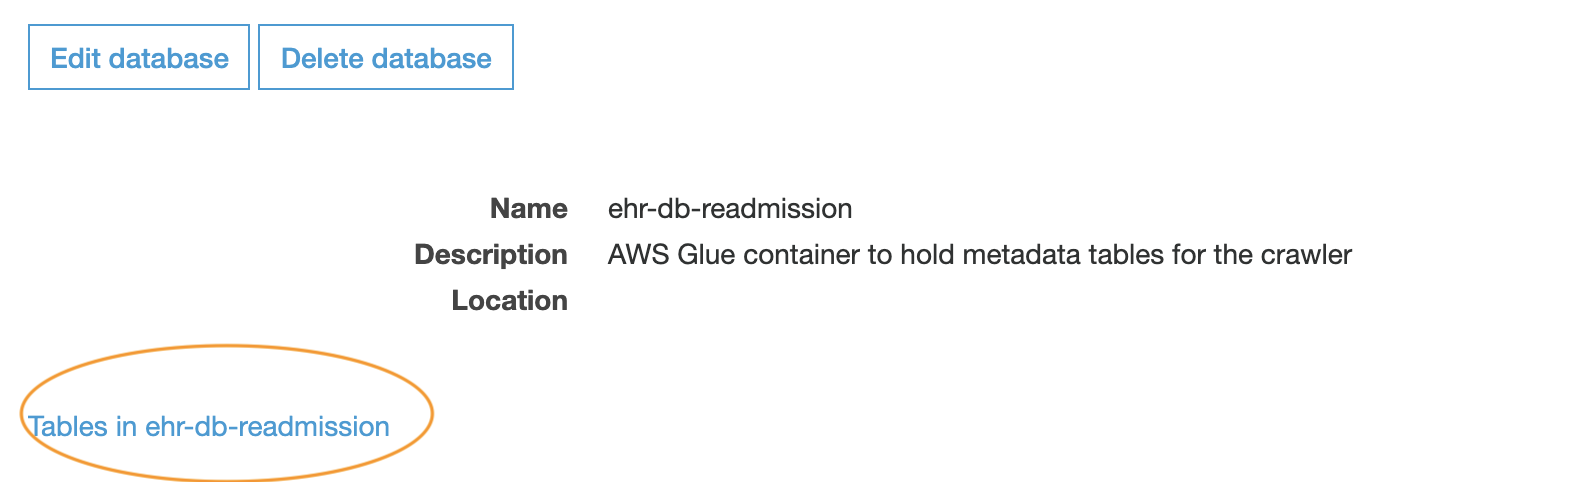 Edit database Delete database
Name ehr-db-readmission
Description AWS Glue container to hold metadata tables for the crawler
Location
Tables in ehr-db-readmission